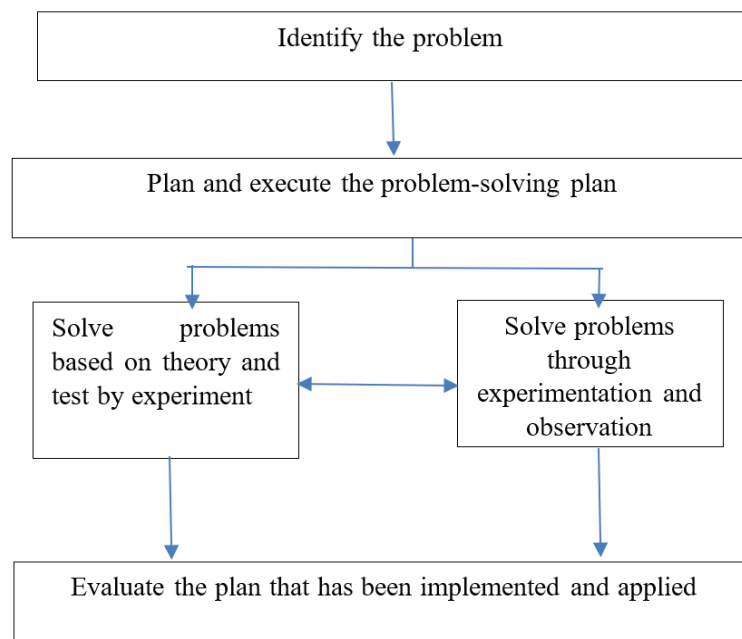 Identify the problem
Plan and execute the problem-solving plan
Solve problems
based on theory and
test by experiment
Solve problems
through
experimentation and
observation
Evaluate the plan that has been implemented and applied